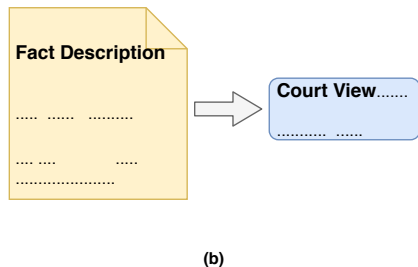 Fact Description
..... ...... ..........
.... .... .....
.......................
Court View.......
........... ......
(b)